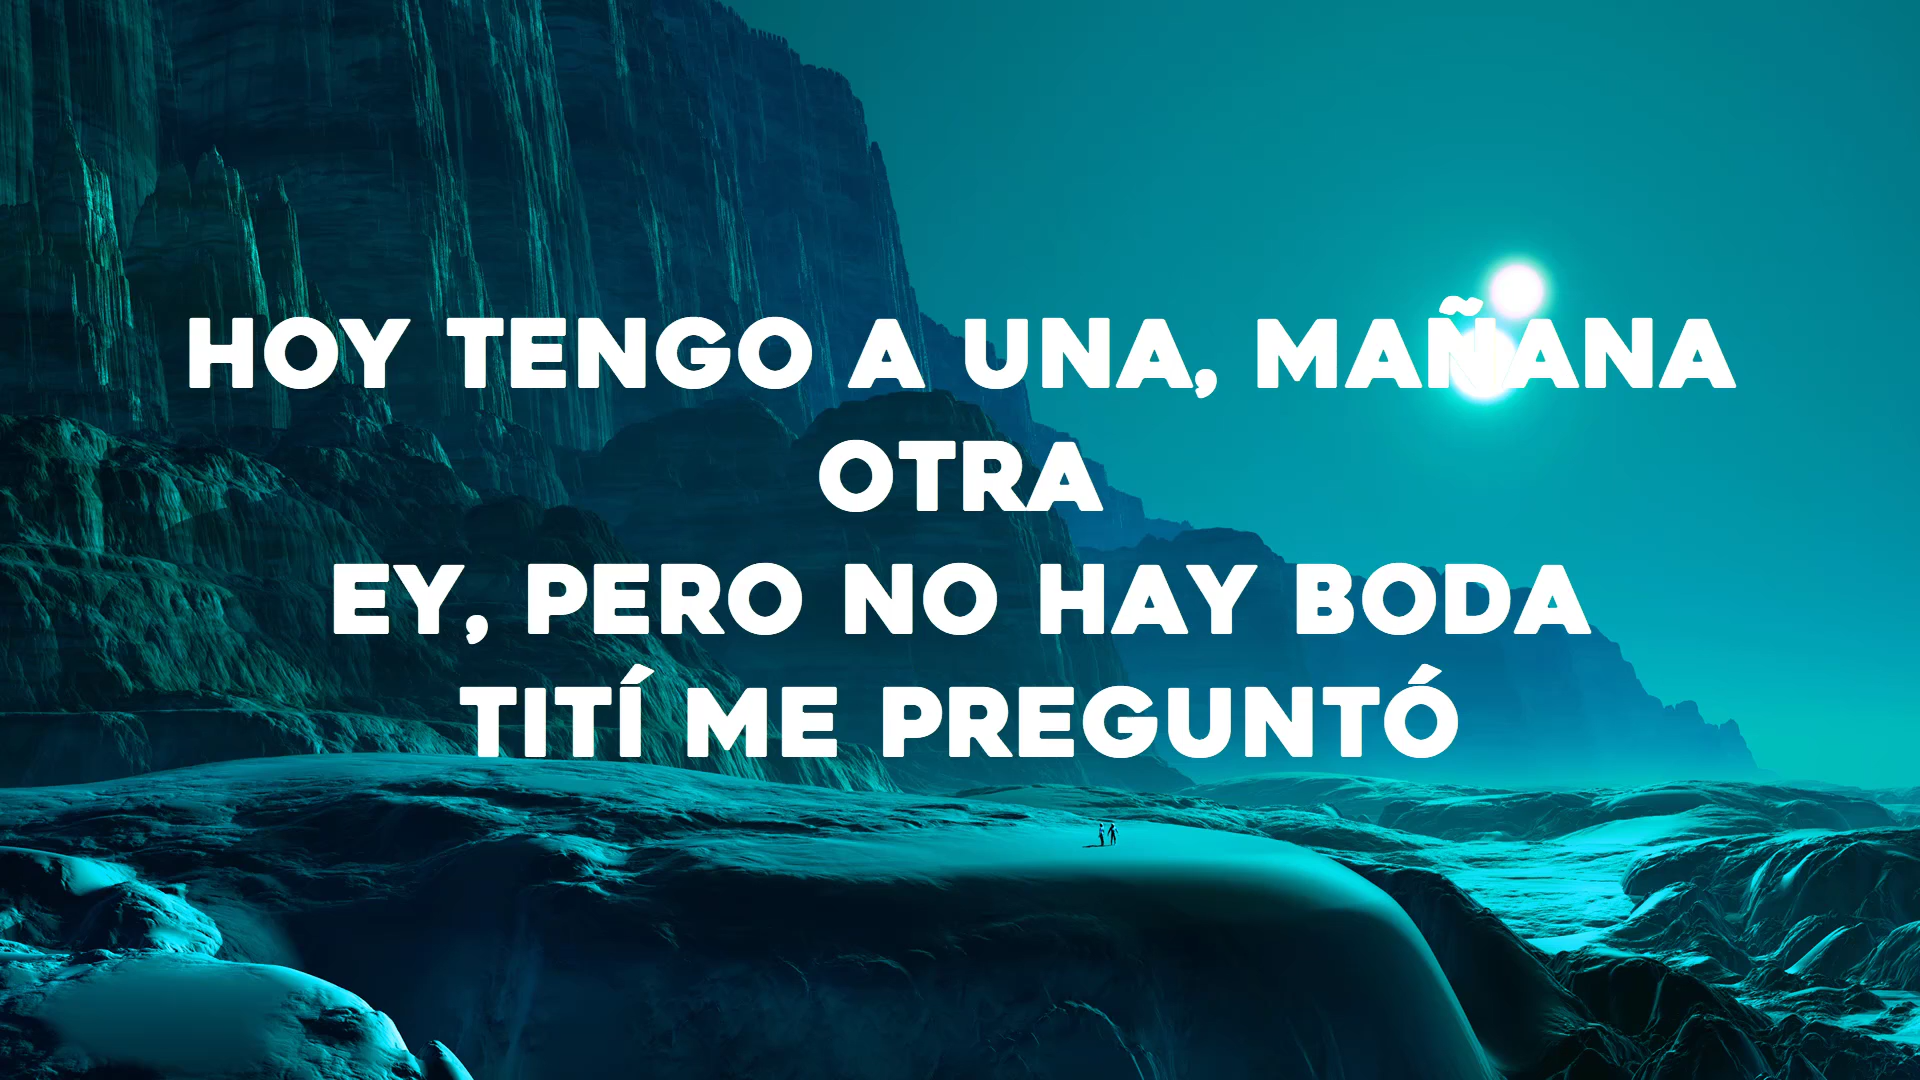 HOY TENGO A UNA, MAÑANA
OTRA
EY, PERO NO HAY BODA
TITÍ ME PREGUNTÓ